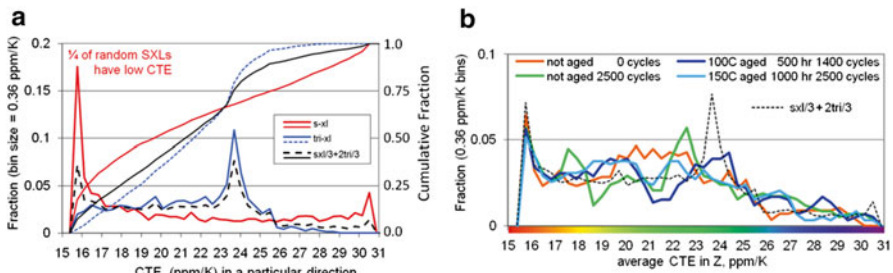 a
¼ of random SXLs
have low CTE
Fraction (bin size = 0.36 ppm/K)
0.2
0.15
0.1
0.05
0
s-xl
tri-xl
sxl/3+2tri/3
1.0
0.75
0.50
0.25
0.0
Cumulative Fraction
15 16 17 18 19 20 21 22 23 24 25 26 27 28 29 30 31
CTE, (ppm/K) in a particular direction
b
Fraction (0.36 ppm/K bins)
0.1
0.05
0
not aged 0 cycles
100C aged 500 hr 1400 cycles
not aged 2500 cycles
150C aged 1000 hr 2500 cycles
sxl/3 + 2tri/3
15 16 17 18 19 20 21 22 23 24 25 26 27 28 29 30 31
average CTE in Z, ppm/K